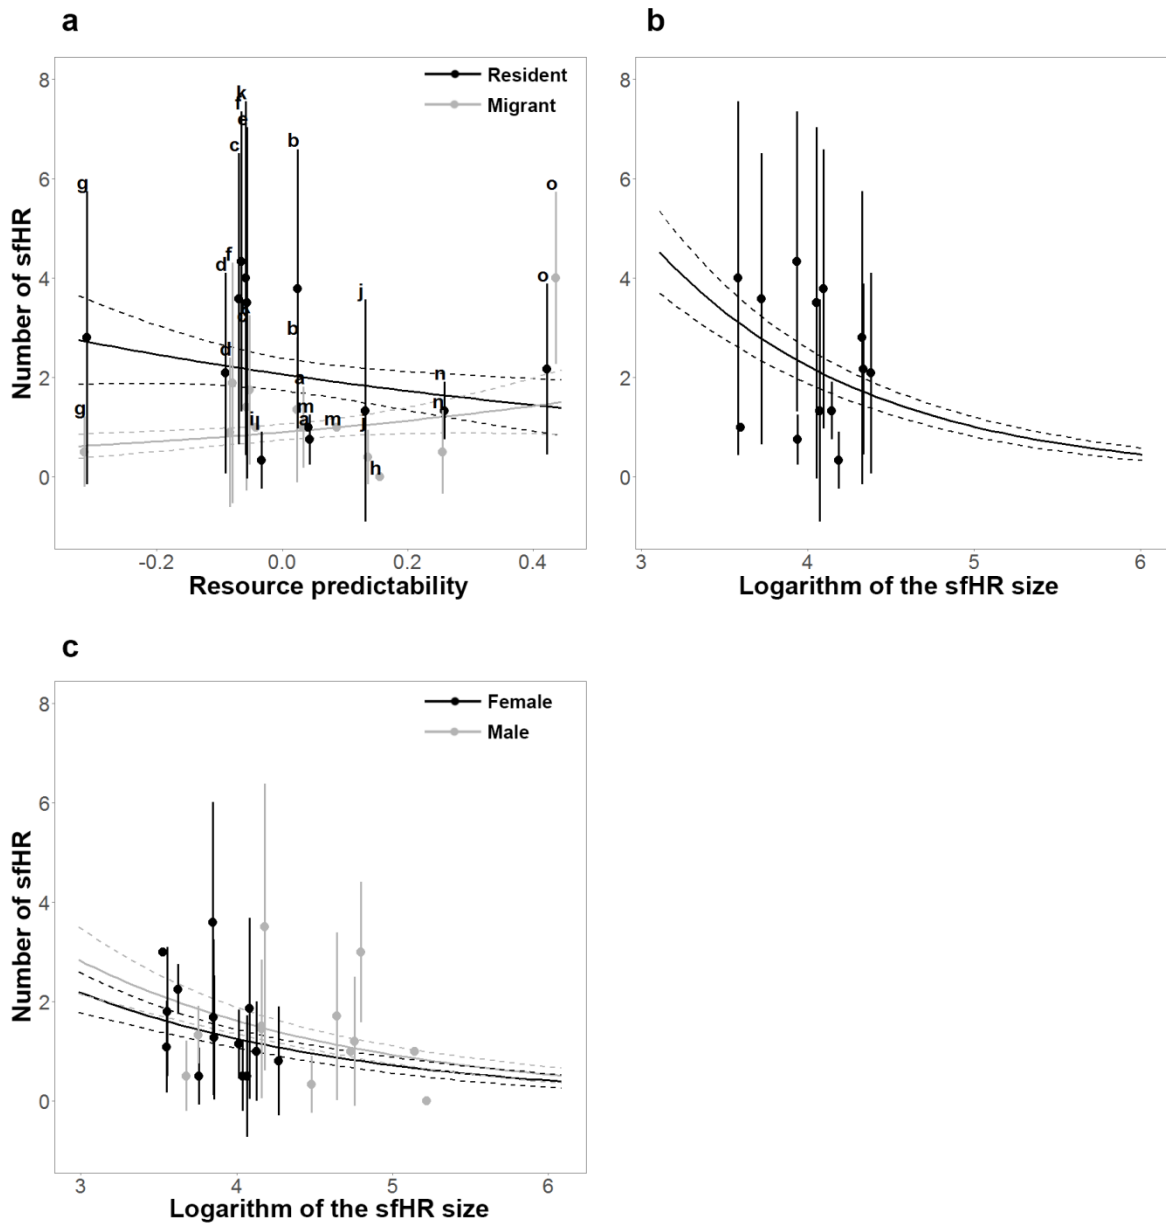 a
Resident
Migrant
8
6
4
2
0
Number of sfHR
g
g
d
f
d
k
f
e
c
b
b
a
m
a
i
l
j
j
m
h
n
n
o
o
-0.2 0.0 0.2 0.4
Resource predictability
b
8
6
4
2
0
3 4 5 6
Logarithm of the sfHR size
c
Female
Male
8
6
4
2
0
Number of sfHR
3 4 5 6
Logarithm of the sfHR size